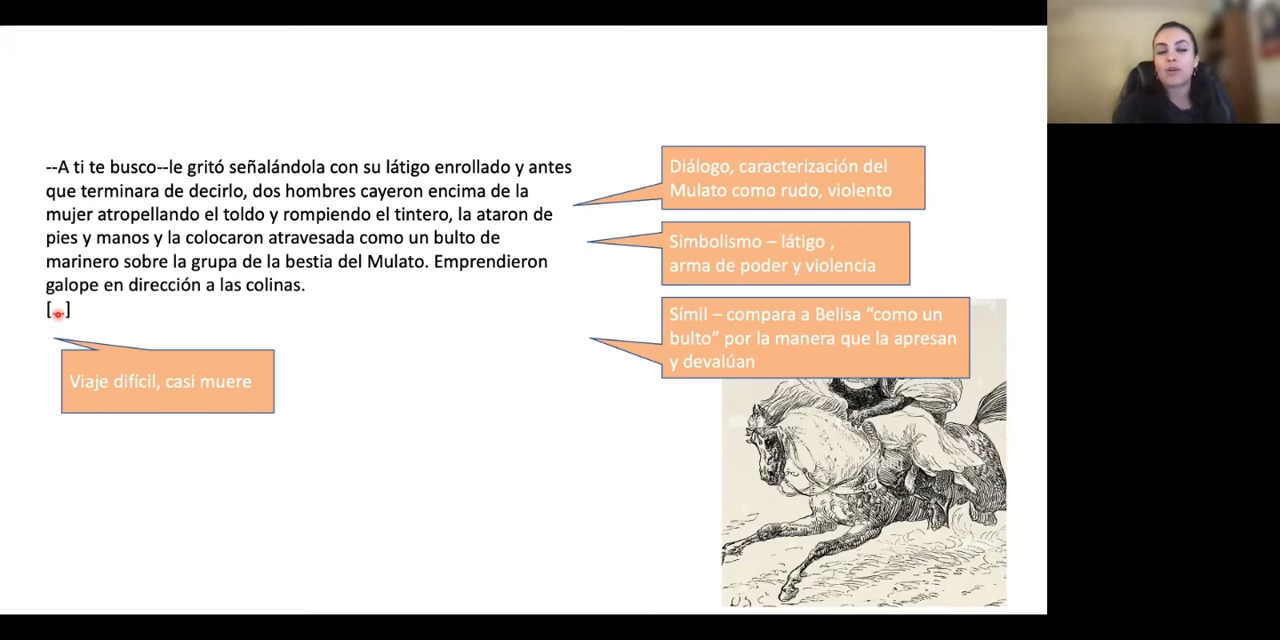 --A ti te busco--le gritó señalándola con su látigo enrollado y antes
que terminara de decirlo, dos hombres cayeron encima de la
mujer atropellando el toldo y rompiendo el tintero, la ataron de
pies y manos y la colocaron atravesada como un bulto de
marinero sobre la grupa de la bestia del Mulato. Emprendieron
galope en dirección a las colinas.
[…]
Viaje difícil, casi muere
Diálogo, caracterización del
Mulato como rudo, violento
Simbolismo – látigo ,
arma de poder y violencia
Símil – compara a Belisa “como un
bulto” por la manera que la apresan
y devalúan